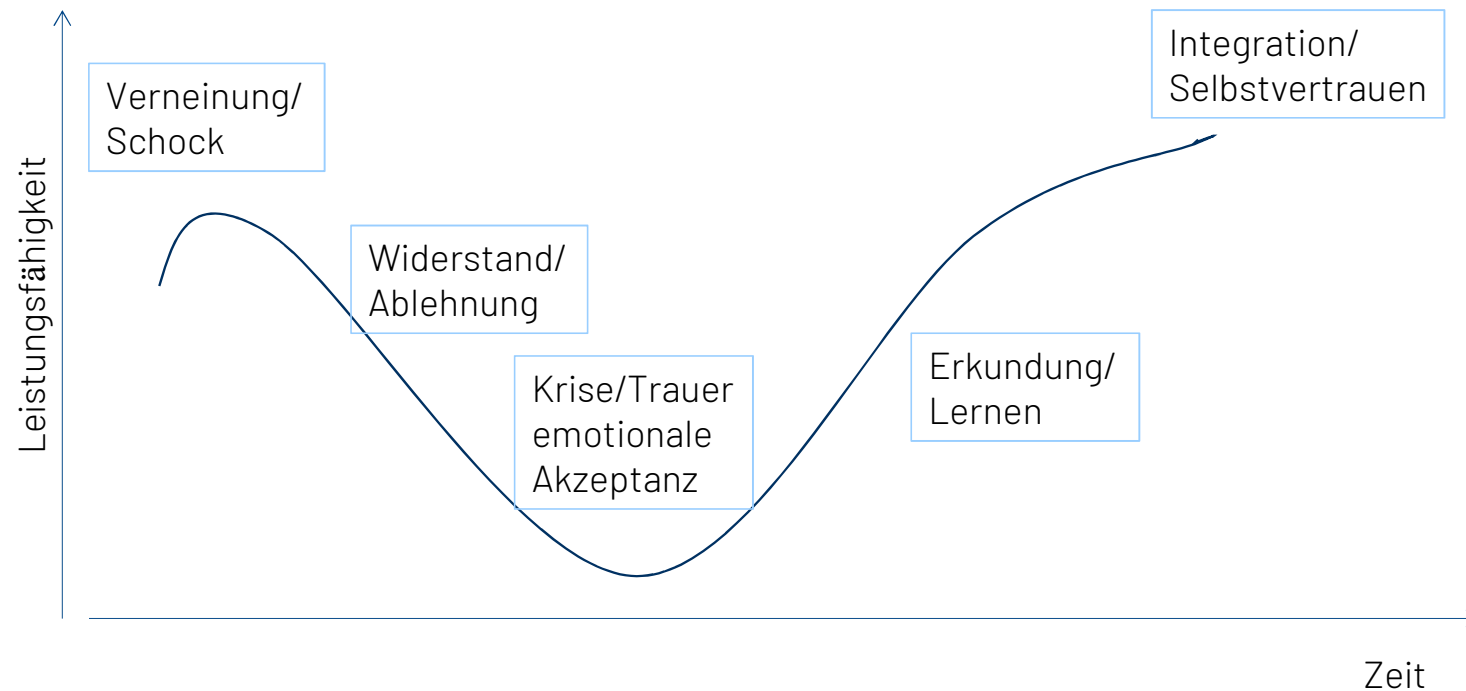 Leistungsfähigkeit
Verneinung/
Schock
Widerstand/
Ablehnung
Krise/Trauer
emotionale
Akzeptanz
Erkundung/
Lernen
Integration/
Selbstvertrauen
Zeit